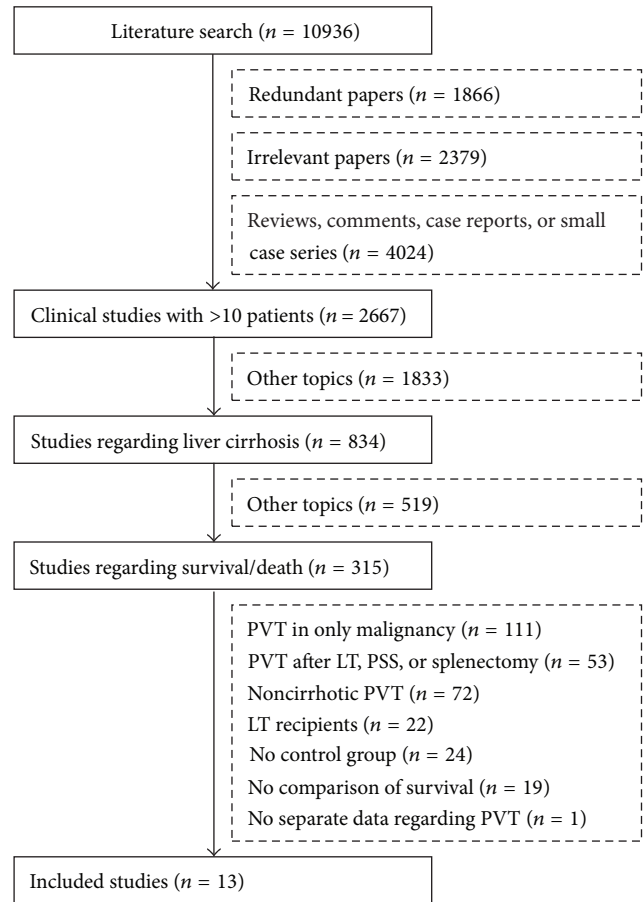 Literature search (n = 10936)
Redundant papers (n = 1866)
Irrelevant papers (n = 2379)
Reviews, comments, case reports, or small
case series (n = 4024)
Clinical studies with >10 patients (n = 2667)
Other topics (n = 1833)
Studies regarding liver cirrhosis (n = 834)
Other topics (n = 519)
Studies regarding survival/death (n = 315)
PVT in only malignancy (n = 111)
PVT after LT, PSS, or splenectomy (n = 53)
Noncirrhotic PVT (n = 72)
LT recipients (n = 22)
No control group (n = 24)
No comparison of survival (n = 19)
No separate data regarding PVT (n = 1)
Included studies (n = 13)